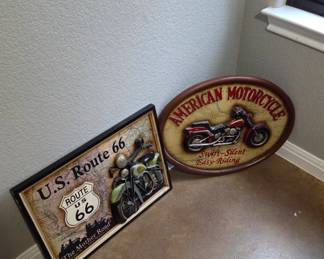 U.S. Route 66
ROUTE
US
66
The Mother Road
AMERICAN MOTORCYCLE
Swift-Silent
Easy-Riding